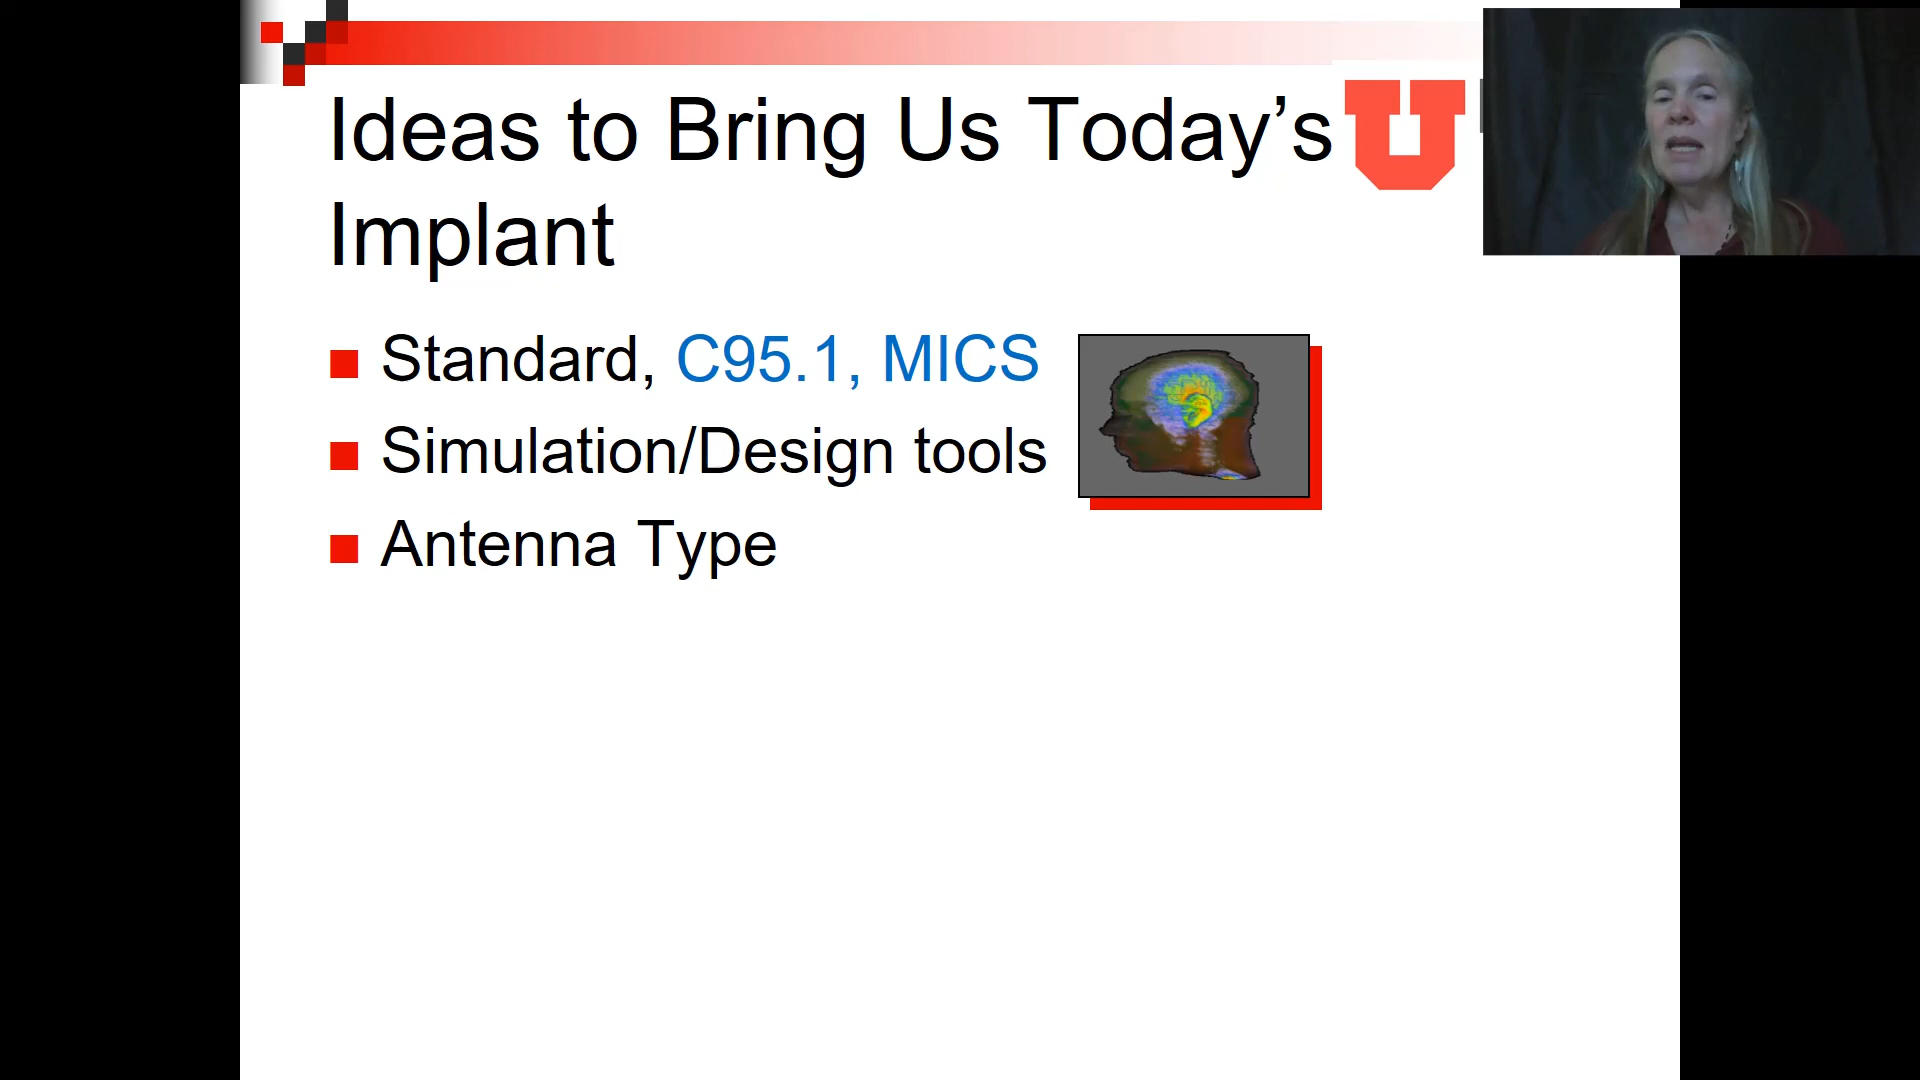 Ideas to Bring Us Today’s
Implant
U
Standard, C95.1, MICS
Simulation/Design tools
Antenna Type